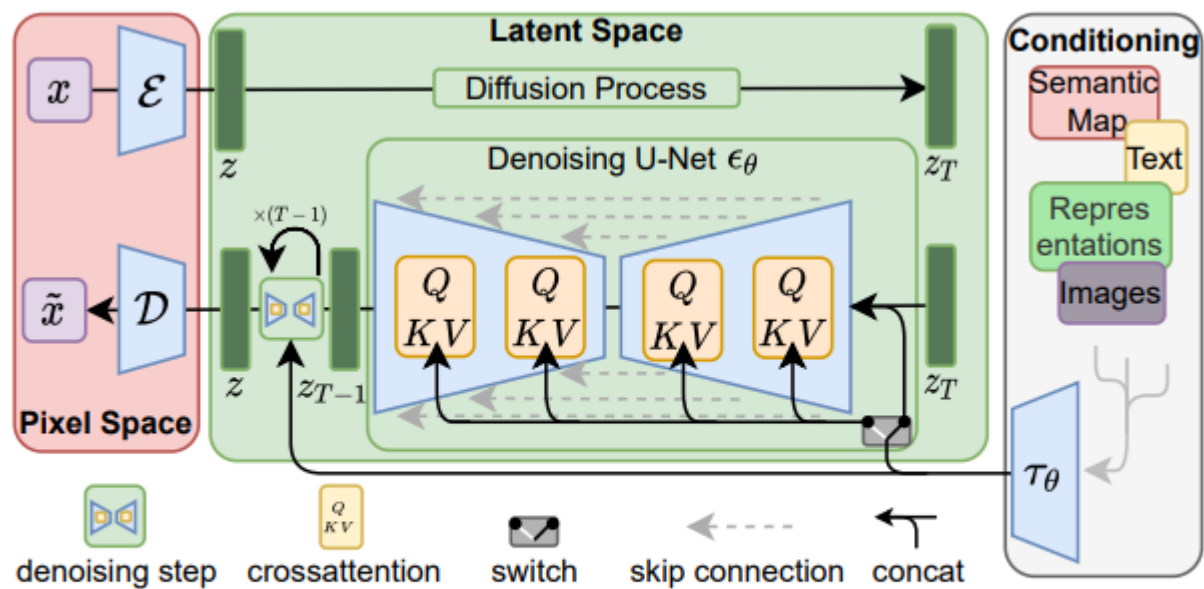 Latent Space
Conditioning
x
ℰ
Diffusion Process
z
z_T
Semantic
Map
Text
Repres
entations
Images
Denoising U-Net ϵ_θ
×(T − 1)
Q
KV
Q
KV
Q
KV
Q
KV
x̃
𝒟
z
z_{T−1}
z_T
Pixel Space
τ_θ
Q
KV
denoising step
crossattention
switch
skip connection
concat